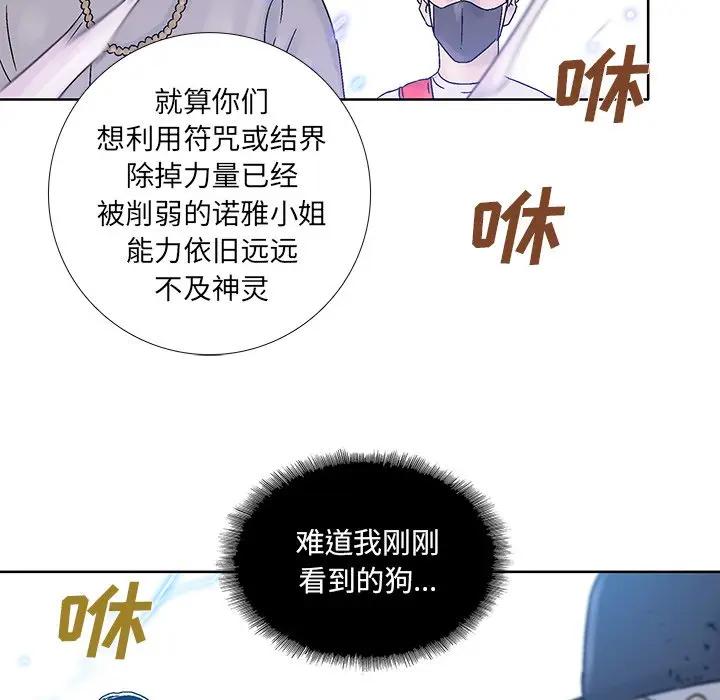 咻
就算你们
想利用符咒或结界
除掉力量已经
被削弱的诺雅小姐
能力依旧远远
不及神灵
咻
难道我刚刚
看到的狗...
咻